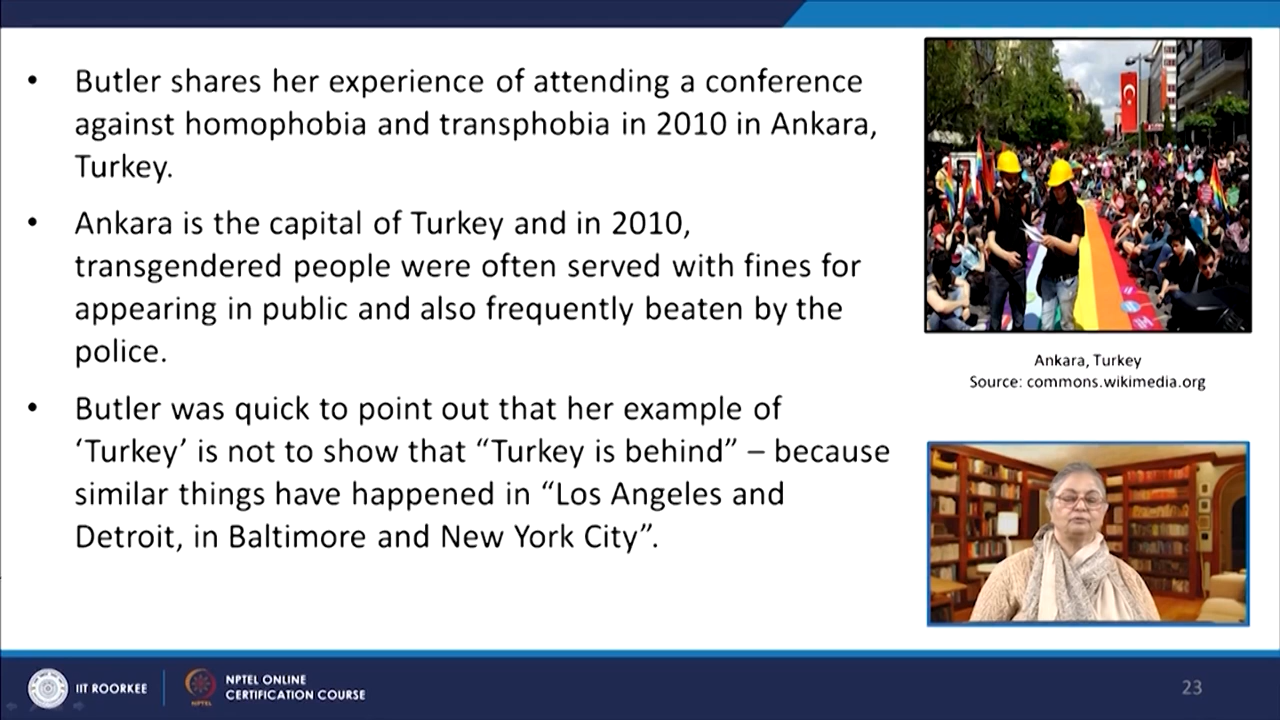 • Butler shares her experience of attending a conference
against homophobia and transphobia in 2010 in Ankara,
Turkey.
• Ankara is the capital of Turkey and in 2010,
transgendered people were often served with fines for
appearing in public and also frequently beaten by the
police.
• Butler was quick to point out that her example of
‘Turkey’ is not to show that “Turkey is behind” – because
similar things have happened in “Los Angeles and
Detroit, in Baltimore and New York City”.
Ankara, Turkey
Source: commons.wikimedia.org
IIT ROORKEE
NPTEL
NPTEL ONLINE
CERTIFICATION COURSE
23